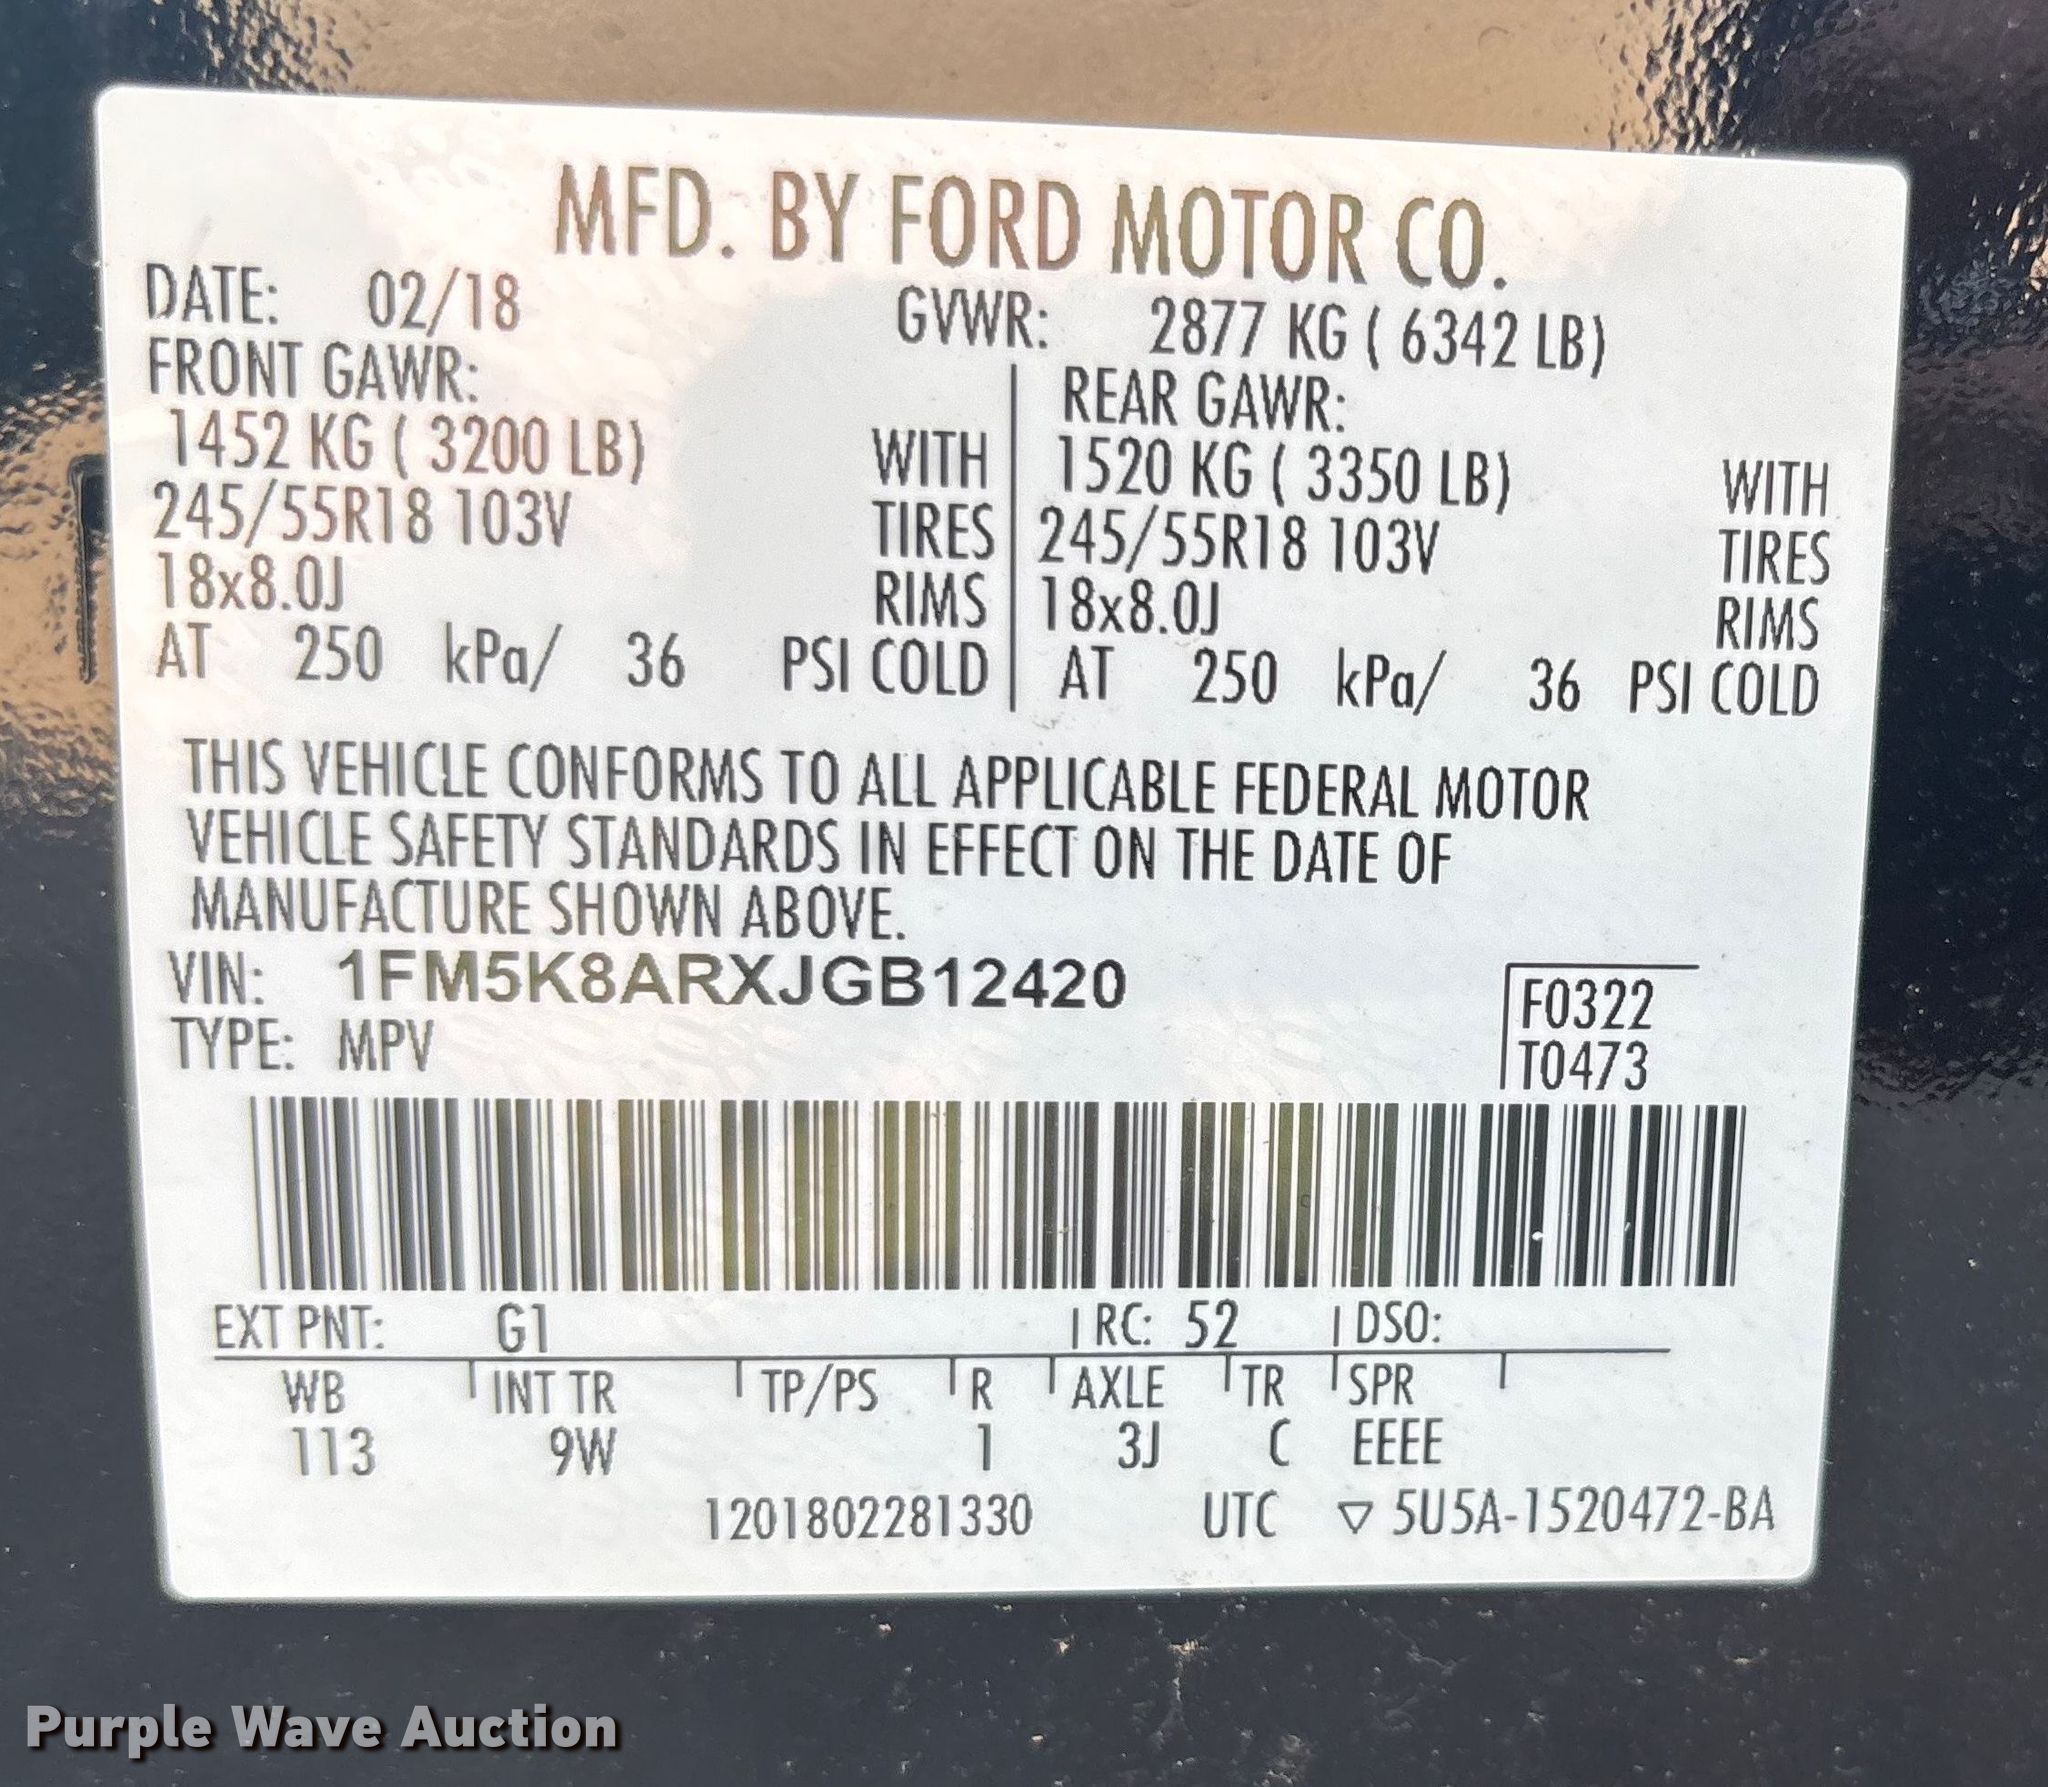 MFD. BY FORD MOTOR CO.
DATE: 02/18 GVWR: 2877 KG ( 6342 LB)
FRONT GAWR: REAR GAWR:
1452 KG ( 3200 LB) WITH 1520 KG ( 3350 LB) WITH
245/55R18 103V TIRES 245/55R18 103V TIRES
18x8.0J RIMS 18x8.0J RIMS
AT 250 kPa/ 36 PSI COLD AT 250 kPa/ 36 PSI COLD
THIS VEHICLE CONFORMS TO ALL APPLICABLE FEDERAL MOTOR
VEHICLE SAFETY STANDARDS IN EFFECT ON THE DATE OF
MANUFACTURE SHOWN ABOVE.
VIN: 1FM5K8ARXJGB12420 F0322
TYPE: MPV T0473
EXT PNT: G1 RC: 52 DSO:
WB INT TR TP/PS R AXLE TR SPR
113 9W 1 3J C EEEE
1201802281330 UTC ▽ 5U5A-1520472-BA
Purple Wave Auction